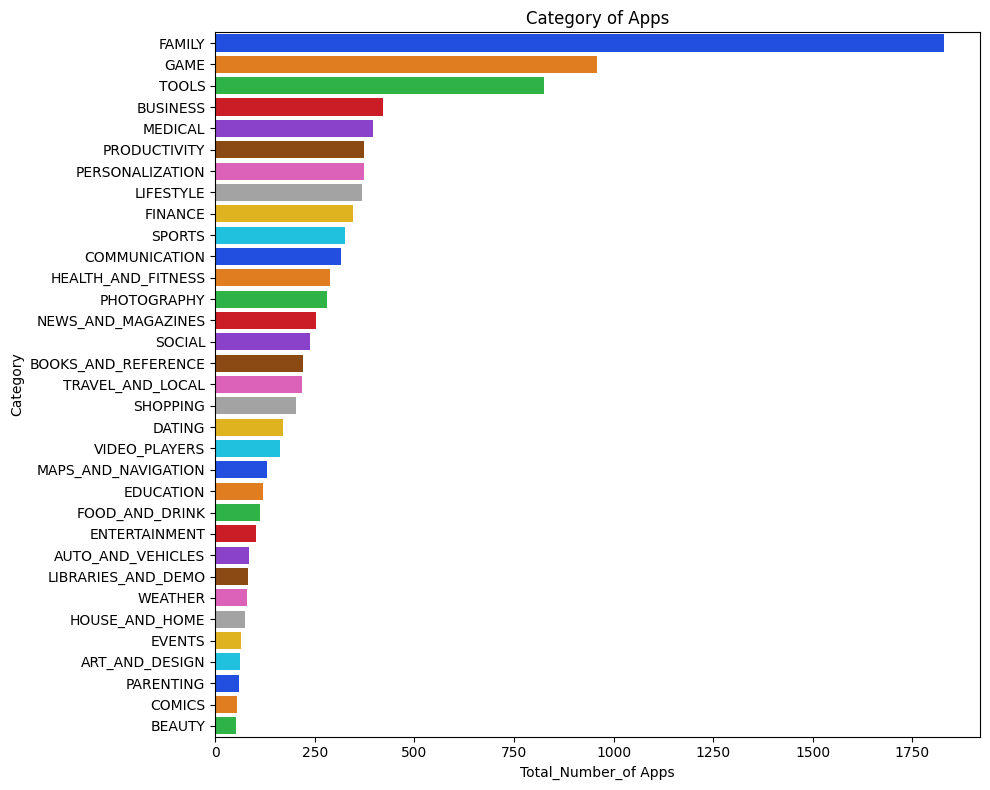 Category of Apps
FAMILY
GAME
TOOLS
BUSINESS
MEDICAL
PRODUCTIVITY
PERSONALIZATION
LIFESTYLE
FINANCE
SPORTS
COMMUNICATION
HEALTH_AND_FITNESS
PHOTOGRAPHY
NEWS_AND_MAGAZINES
SOCIAL
BOOKS_AND_REFERENCE
TRAVEL_AND_LOCAL
SHOPPING
DATING
VIDEO_PLAYERS
MAPS_AND_NAVIGATION
EDUCATION
FOOD_AND_DRINK
ENTERTAINMENT
AUTO_AND_VEHICLES
LIBRARIES_AND_DEMO
WEATHER
HOUSE_AND_HOME
EVENTS
ART_AND_DESIGN
PARENTING
COMICS
BEAUTY
Category
0 250 500 750 1000 1250 1500 1750
Total_Number_of Apps